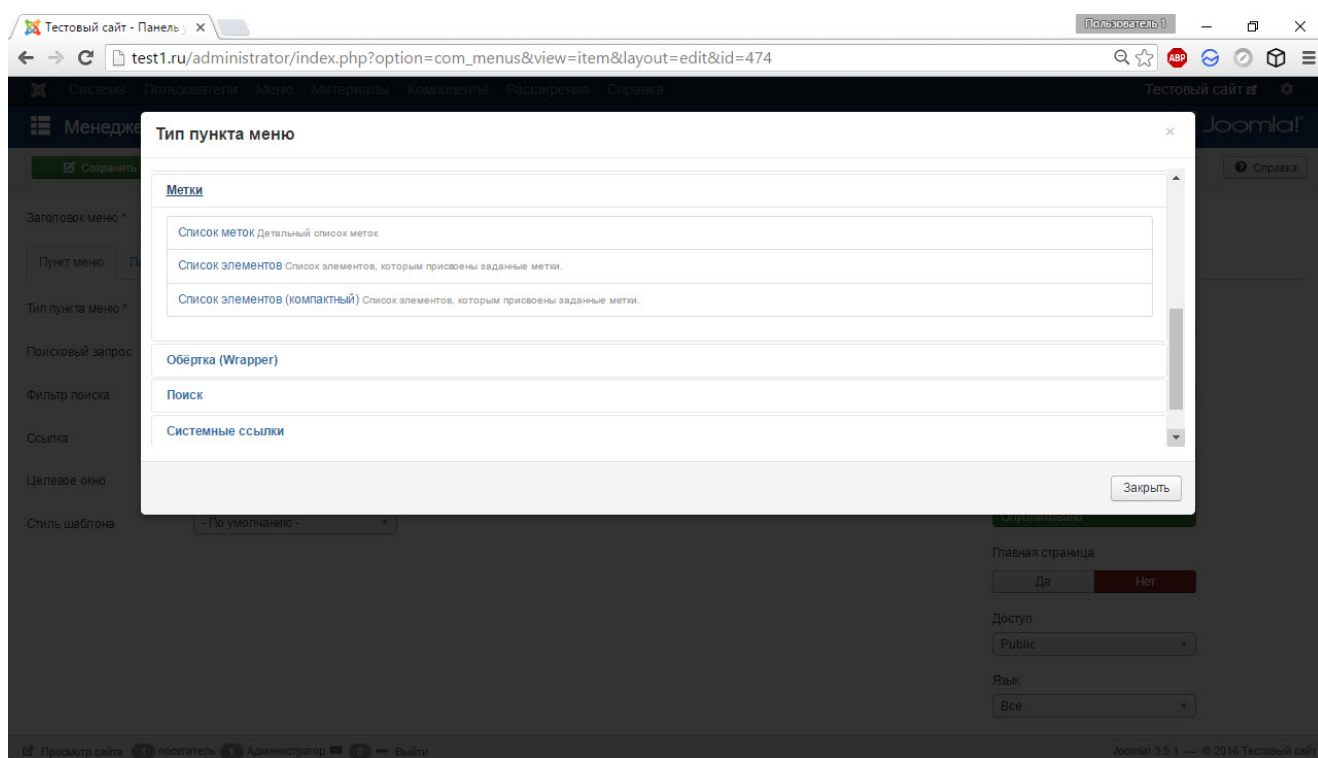 Тестовый сайт - Панель у
Пользователь 1
test1.ru/administrator/index.php?option=com_menus&view=item&layout=edit&id=474
ABP
Система Пользователи Меню Материалы Компоненты Расширения Справка
Тестовый сайт
Менедже
Joomla!
Тип пункта меню
×
Сохранить
Справка
Метки
Заголовок меню *
Список меток Детальный список меток
Пункт меню
Список элементов Список элементов, которым присвоены заданные метки.
Список элементов (компактный) Список элементов, которым присвоены заданные метки.
Тип пункта меню *
Поисковый запрос
Обёртка (Wrapper)
Фильтр поиска
Поиск
Ссылка
Системные ссылки
Целевое окно
Закрыть
Стиль шаблона
- По умолчанию -
Опубликовано
Главная страница
Да Нет
Доступ
Public
Язык
Все
Просмотр сайта 1 посетитель 1 Администратор 0 Выйти
Joomla! 3.5.1 — © 2016 Тестовый сайт